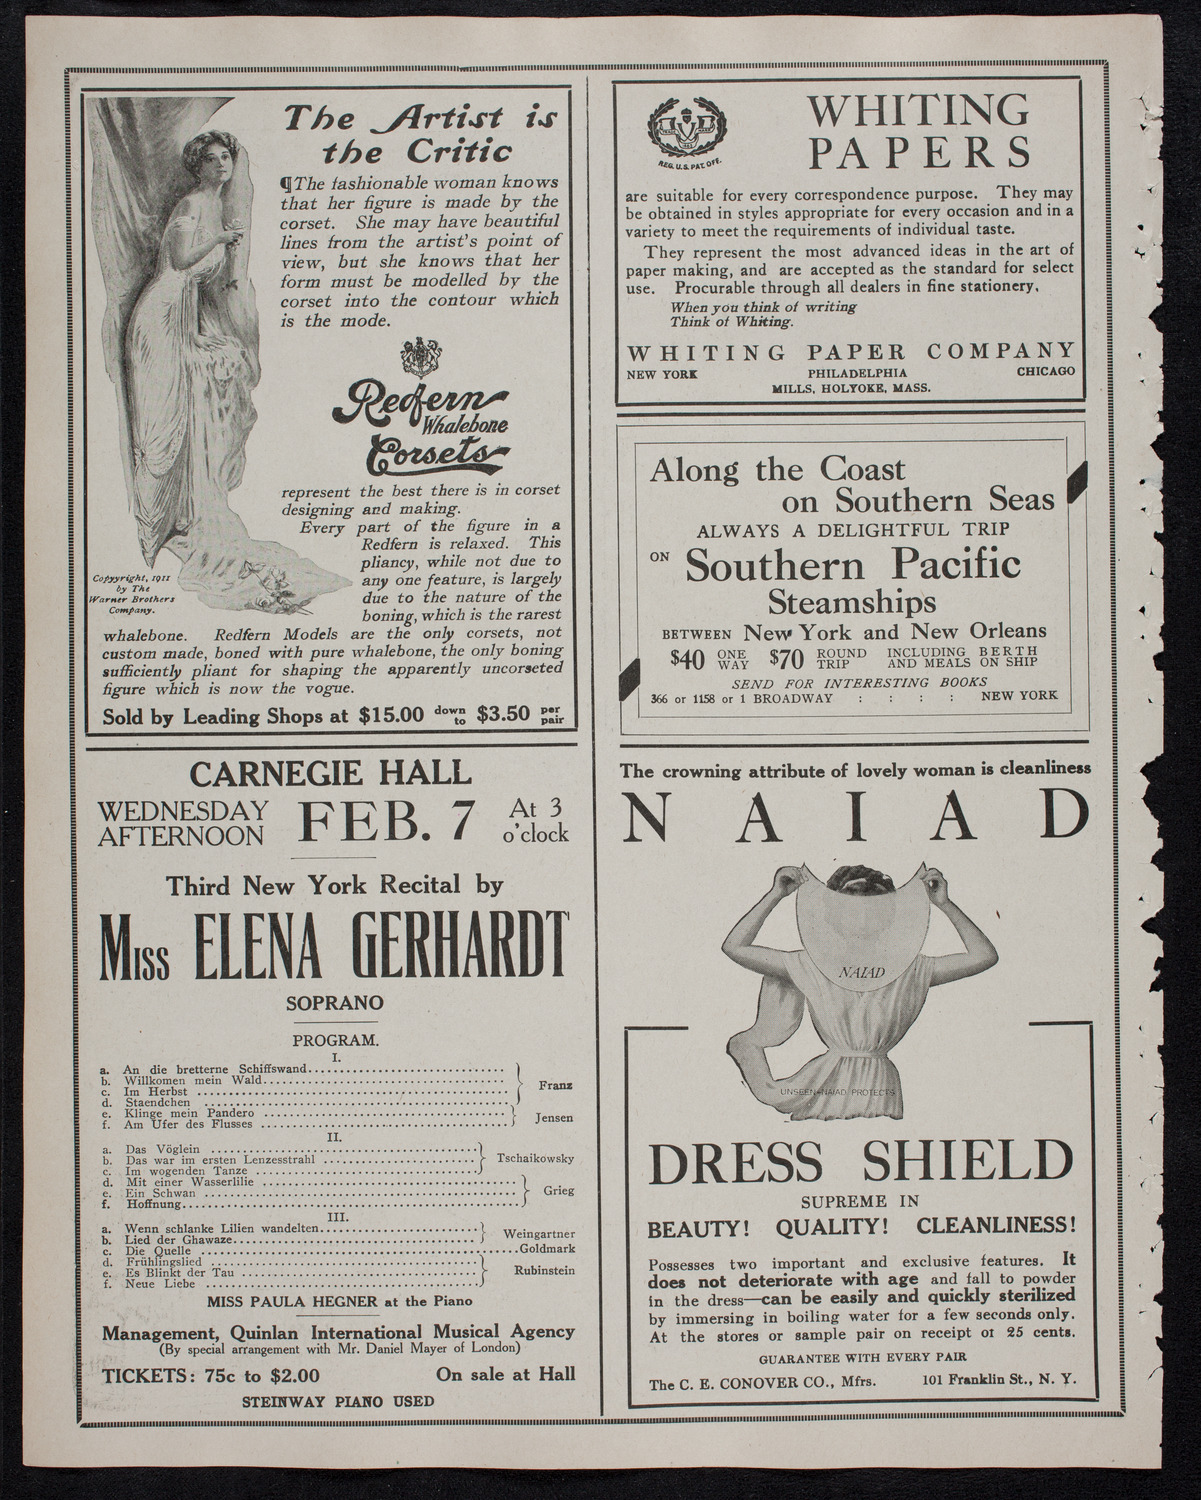 The Artist is
the Critic
¶The fashionable woman knows
that her figure is made by the
corset. She may have beautiful
lines from the artist's point of
view, but she knows that her
form must be modelled by the
corset into the contour which
is the mode.
Redfern
Whalebone
Corsets
represent the best there is in corset
designing and making.
Every part of the figure in a
Redfern is relaxed. This
pliancy, while not due to
any one feature, is largely
due to the nature of the
boning, which is the rarest
Copyright, 1911
by The
Warner Brothers
Company.
whalebone. Redfern Models are the only corsets, not
custom made, boned with pure whalebone, the only boning
sufficiently pliant for shaping the apparently uncorseted
figure which is now the vogue.
Sold by Leading Shops at $15.00 down to $3.50 per pair
CARNEGIE HALL
WEDNESDAY
AFTERNOON
FEB. 7
At 3
o'clock
Third New York Recital by
MISS ELENA GERHARDT
SOPRANO
PROGRAM.
I.
a. An die bretterne Schiffswand
b. Willkomen mein Wald
c. Im Herbst
d. Staendchen
Franz
e. Klinge mein Pandero
f. Am Ufer des Flusses
Jensen
II.
a. Das Vöglein
b. Das war im ersten Lenzesstrahl
c. Im wogenden Tanze
Tschaikowsky
d. Mit einer Wasserlilie
e. Ein Schwan
f. Hoffnung
Grieg
III.
a. Wenn schlanke Lilien wandelten
b. Lied der Ghawaze
Weingartner
c. Die Quelle Goldmark
d. Frühlingslied
e. Es Blinkt der Tau
f. Neue Liebe
Rubinstein
MISS PAULA HEGNER at the Piano
Management, Quinlan International Musical Agency
(By special arrangement with Mr. Daniel Mayer of London)
TICKETS: 75c to $2.00 On sale at Hall
STEINWAY PIANO USED
WHITING
PAPERS
TRADE MARK
REG. U.S. PAT. OFF.
are suitable for every correspondence purpose. They may
be obtained in styles appropriate for every occasion and in a
variety to meet the requirements of individual taste.
They represent the most advanced ideas in the art of
paper making, and are accepted as the standard for select
use. Procurable through all dealers in fine stationery.
When you think of writing
Think of Whiting.
WHITING PAPER COMPANY
NEW YORK PHILADELPHIA CHICAGO
MILLS, HOLYOKE, MASS.
Along the Coast
on Southern Seas
ALWAYS A DELIGHTFUL TRIP
ON Southern Pacific
Steamships
BETWEEN New York and New Orleans
$40 ONE WAY $70 ROUND TRIP INCLUDING BERTH AND MEALS ON SHIP
SEND FOR INTERESTING BOOKS
366 or 1158 or 1 BROADWAY : : : : NEW YORK
The crowning attribute of lovely woman is cleanliness
NAIAD
NAIAD
UNSEEN-NAIAD PROTECTS
DRESS SHIELD
SUPREME IN
BEAUTY! QUALITY! CLEANLINESS!
Possesses two important and exclusive features. It
does not deteriorate with age and fall to powder
in the dress—can be easily and quickly sterilized
by immersing in boiling water for a few seconds only.
At the stores or sample pair on receipt of 25 cents.
GUARANTEE WITH EVERY PAIR
The C. E. CONOVER CO., Mfrs. 101 Franklin St., N. Y.